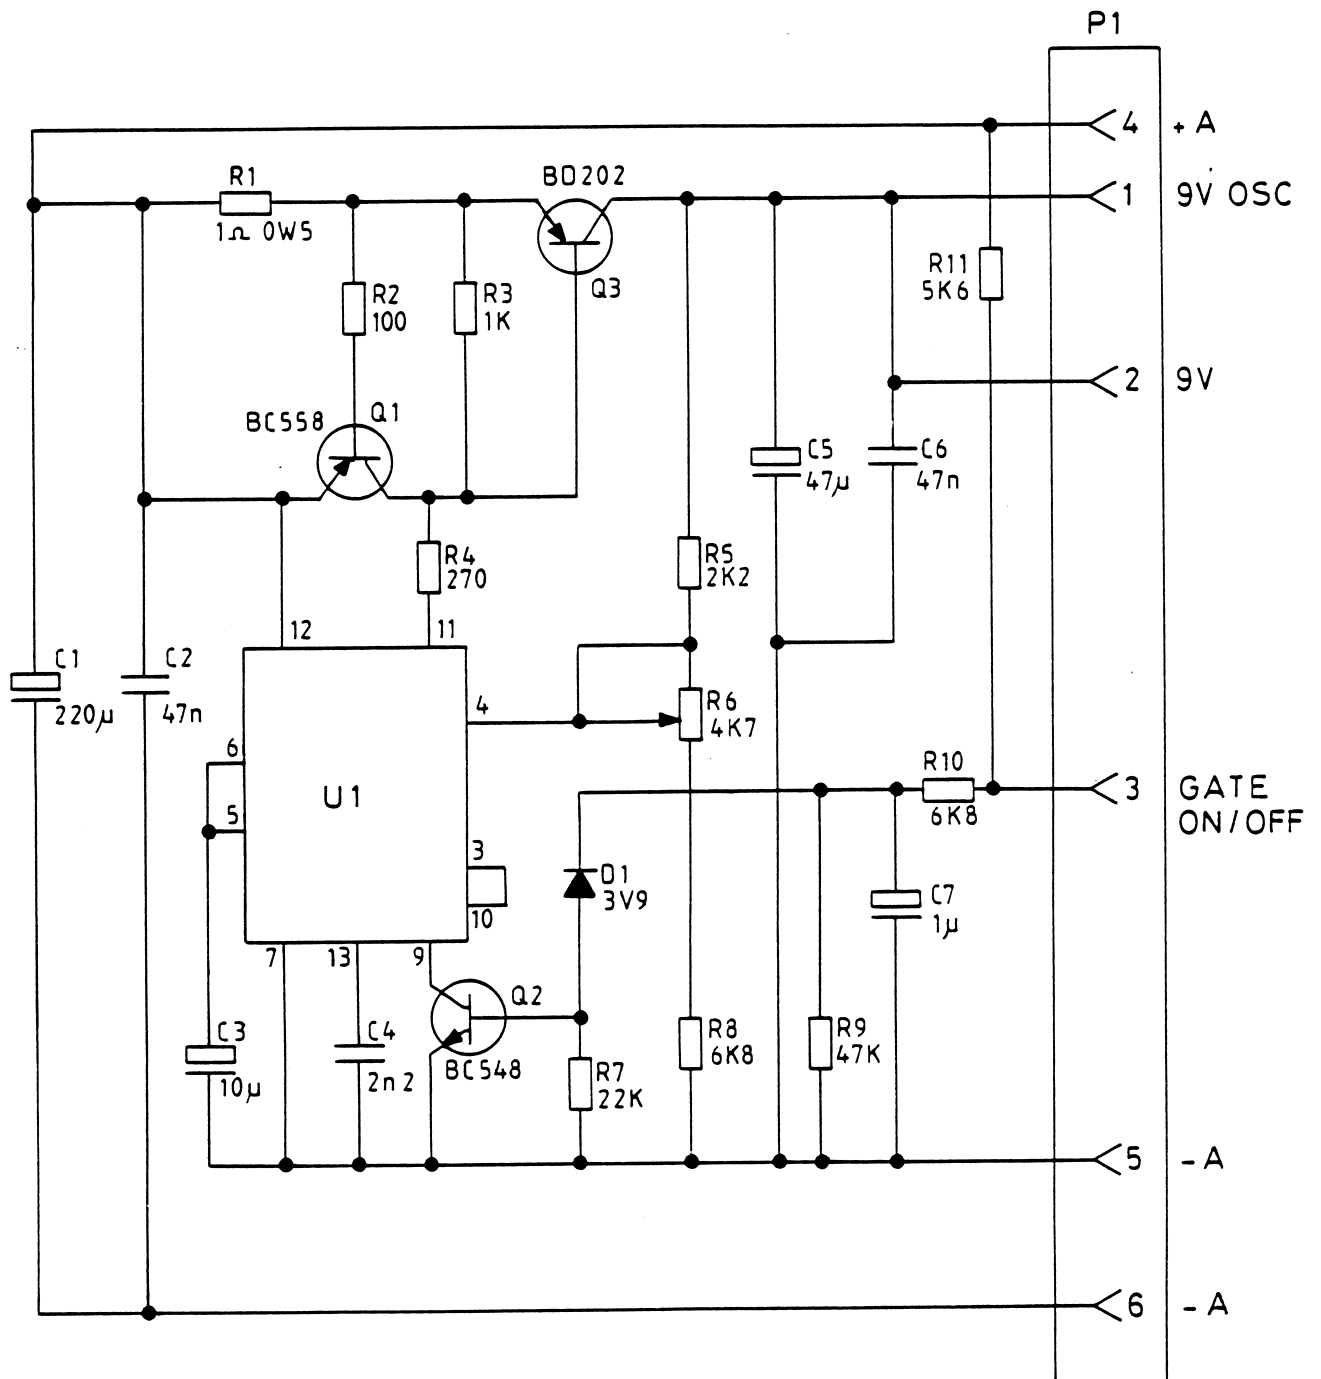 P1
4 +A
R1
BD202
1 9V OSC
1Ω 0W5
R11
5K6
R2
100
R3
1K
Q3
2 9V
BC558 Q1
C5
47μ
C6
47n
R4
270
R5
2K2
12
11
C1
220μ
C2
47n
4
R6
4K7
6
U1
5
R10
6K8
3 GATE
ON/OFF
3
D1
3V9
10
C7
1μ
7
13
9
Q2
C3
10μ
C4
2n2
BC548
R7
22K
R8
6K8
R9
47K
5 -A
6 -A